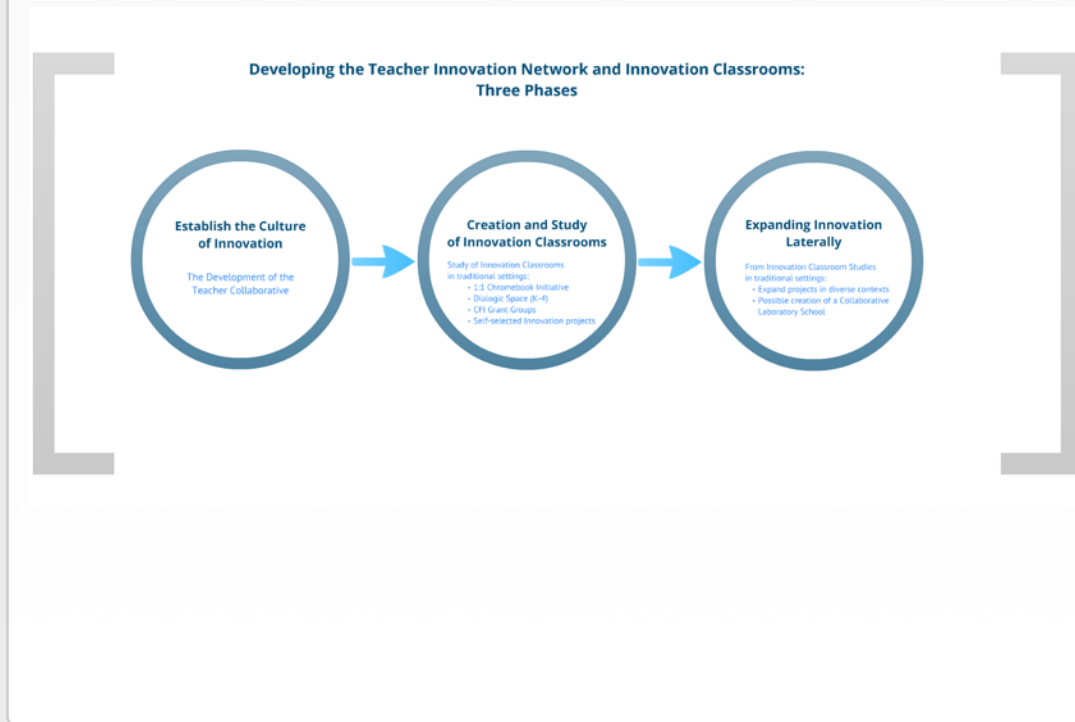 Developing the Teacher Innovation Network and Innovation Classrooms:
Three Phases
Establish the Culture
of Innovation
The Development of the
Teacher Collaborative
Creation and Study
of Innovation Classrooms
Study of Innovation Classrooms
in traditional settings:
• 1:1 Chromebook Initiative
• Dialogic Space (K-4)
• CFI Grant Groups
• Self-selected Innovation projects
Expanding Innovation
Laterally
From Innovation Classroom Studies
in traditional settings:
• Expand projects in diverse contexts
• Possible creation of a Collaborative
Laboratory School